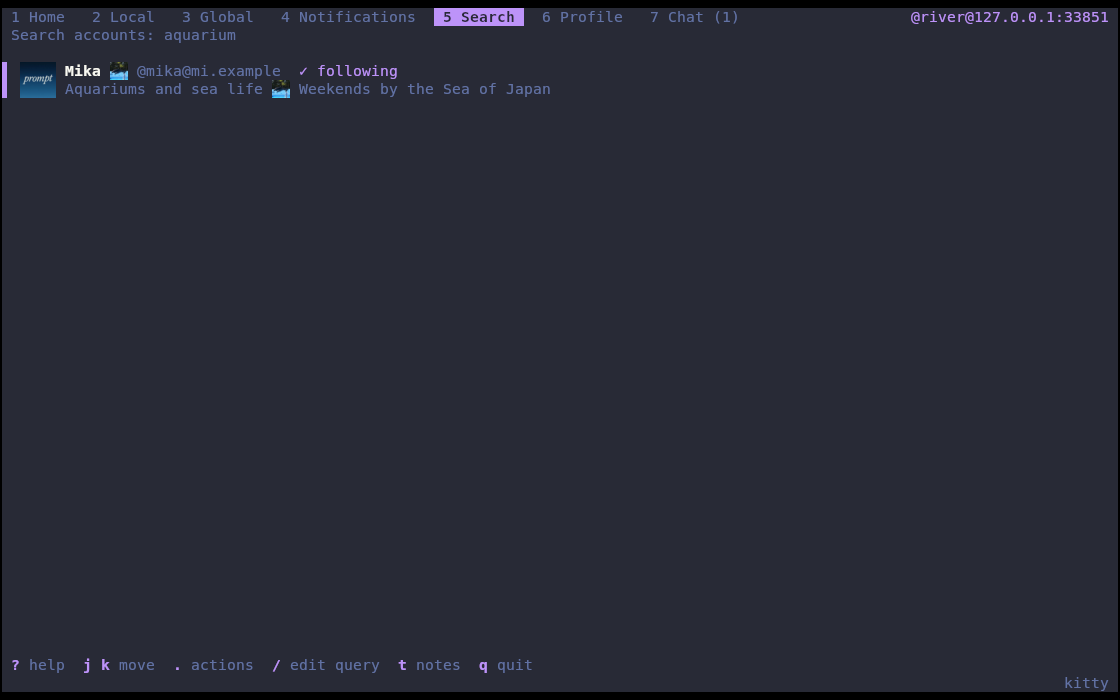 1 Home 2 Local 3 Global 4 Notifications 5 Search 6 Profile 7 Chat (1) @river@127.0.0.1:33851
Search accounts: aquarium
prompt
Mika @mika@mi.example ✓ following
Aquariums and sea life Weekends by the Sea of Japan
? help j k move . actions / edit query t notes q quit
kitty